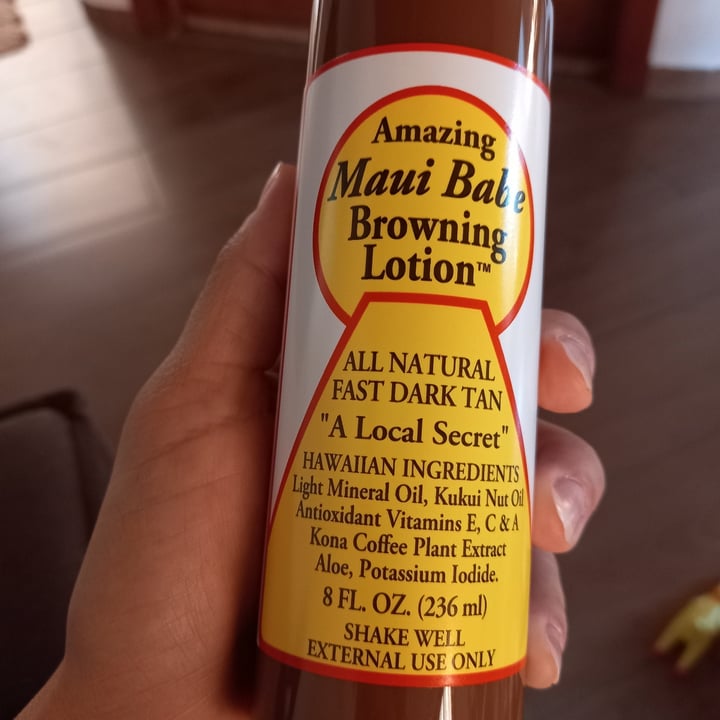 Amazing
Maui Babe
Browning
Lotion™
ALL NATURAL
FAST DARK TAN
"A Local Secret"
HAWAIIAN INGREDIENTS
Light Mineral Oil, Kukui Nut Oil
Antioxidant Vitamins E, C & A
Kona Coffee Plant Extract
Aloe, Potassium Iodide.
8 FL. OZ. (236 ml)
SHAKE WELL
EXTERNAL USE ONLY